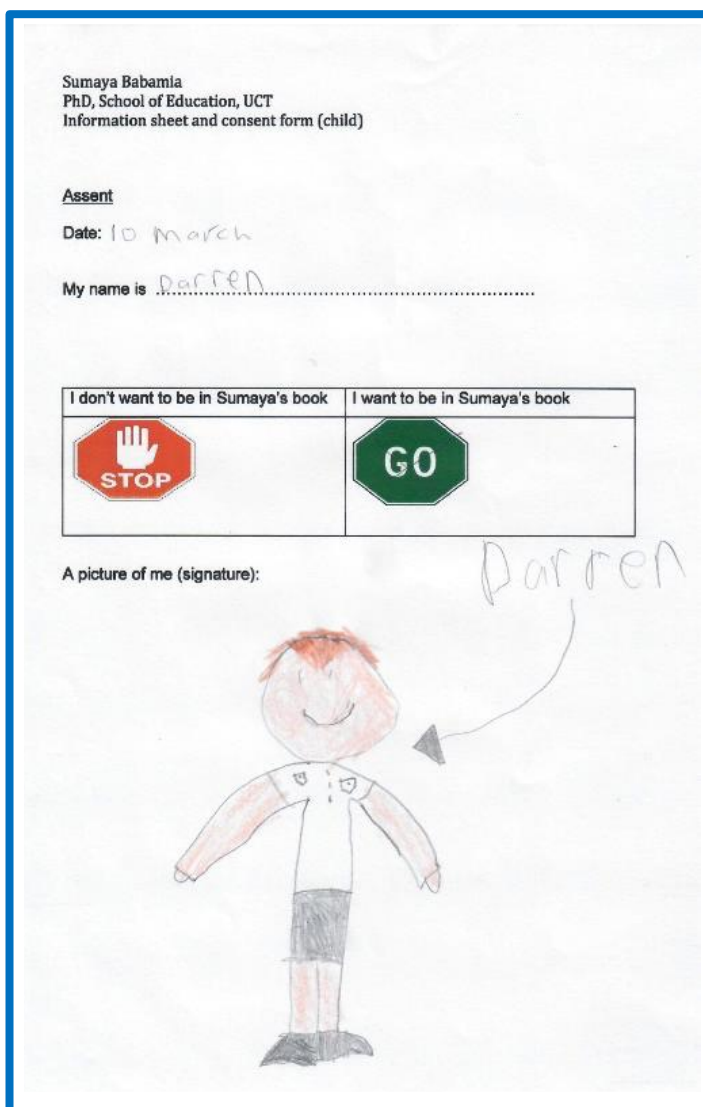 Sumaya Babamia
PhD, School of Education, UCT
Information sheet and consent form (child)
Assent
Date: 10 March
My name is Darren
I don't want to be in Sumaya's book
I want to be in Sumaya's book
STOP
GO
A picture of me (signature):
Darren